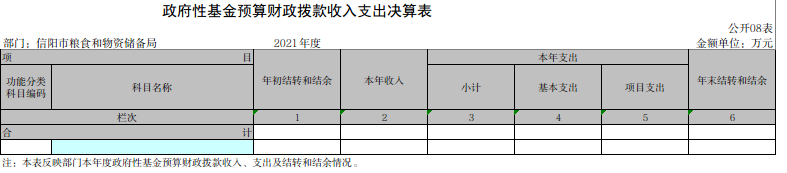 政府性基金预算财政拨款收入支出决算表
公开08表
部门：信阳市粮食和物资储备局 2021年度 金额单位：万元
项 目 年初结转和结余 本年收入 本年支出 年末结转和结余
功能分类科目编码 科目名称 小计 基本支出 项目支出
栏次 1 2 3 4 5 6
合 计
注：本表反映部门本年度政府性基金预算财政拨款收入、支出及结转和结余情况。